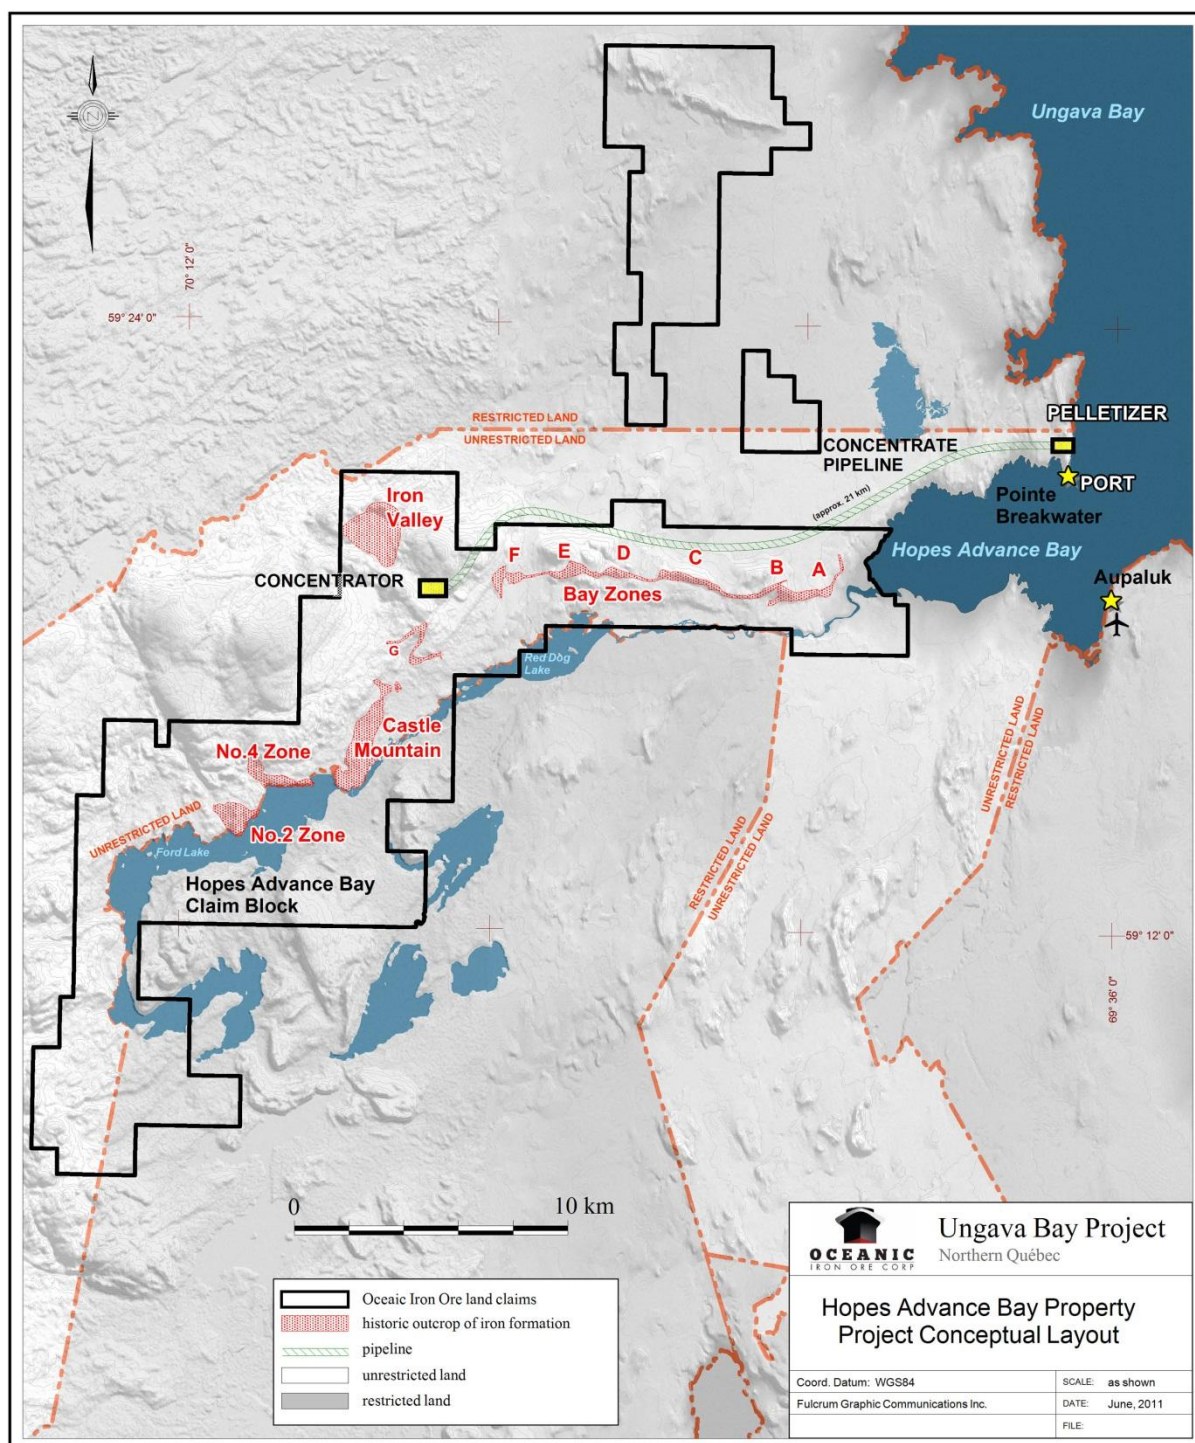 N
Ungava Bay
70° 12' 0"
59° 24' 0"
RESTRICTED LAND
UNRESTRICTED LAND
PELLETIZER
CONCENTRATE
PIPELINE
PORT
(approx. 21 km)
Pointe
Breakwater
Iron
Valley
Hopes Advance Bay
F
E
D
C
B
A
CONCENTRATOR
Bay Zones
Aupaluk
G
Red Dog
Lake
Castle
Mountain
No.4 Zone
UNRESTRICTED LAND
RESTRICTED LAND
No.2 Zone
UNRESTRICTED LAND
Ford Lake
RESTRICTED LAND
UNRESTRICTED LAND
Hopes Advance Bay
Claim Block
59° 12' 0"
69° 36' 0"
0
10 km
Oceaic Iron Ore land claims
historic outcrop of iron formation
pipeline
unrestricted land
restricted land
OCEANIC
IRON ORE CORP
Ungava Bay Project
Northern Québec
Hopes Advance Bay Property
Project Conceptual Layout
Coord. Datum: WGS84
SCALE: as shown
Fulcrum Graphic Communications Inc.
DATE: June, 2011
FILE: